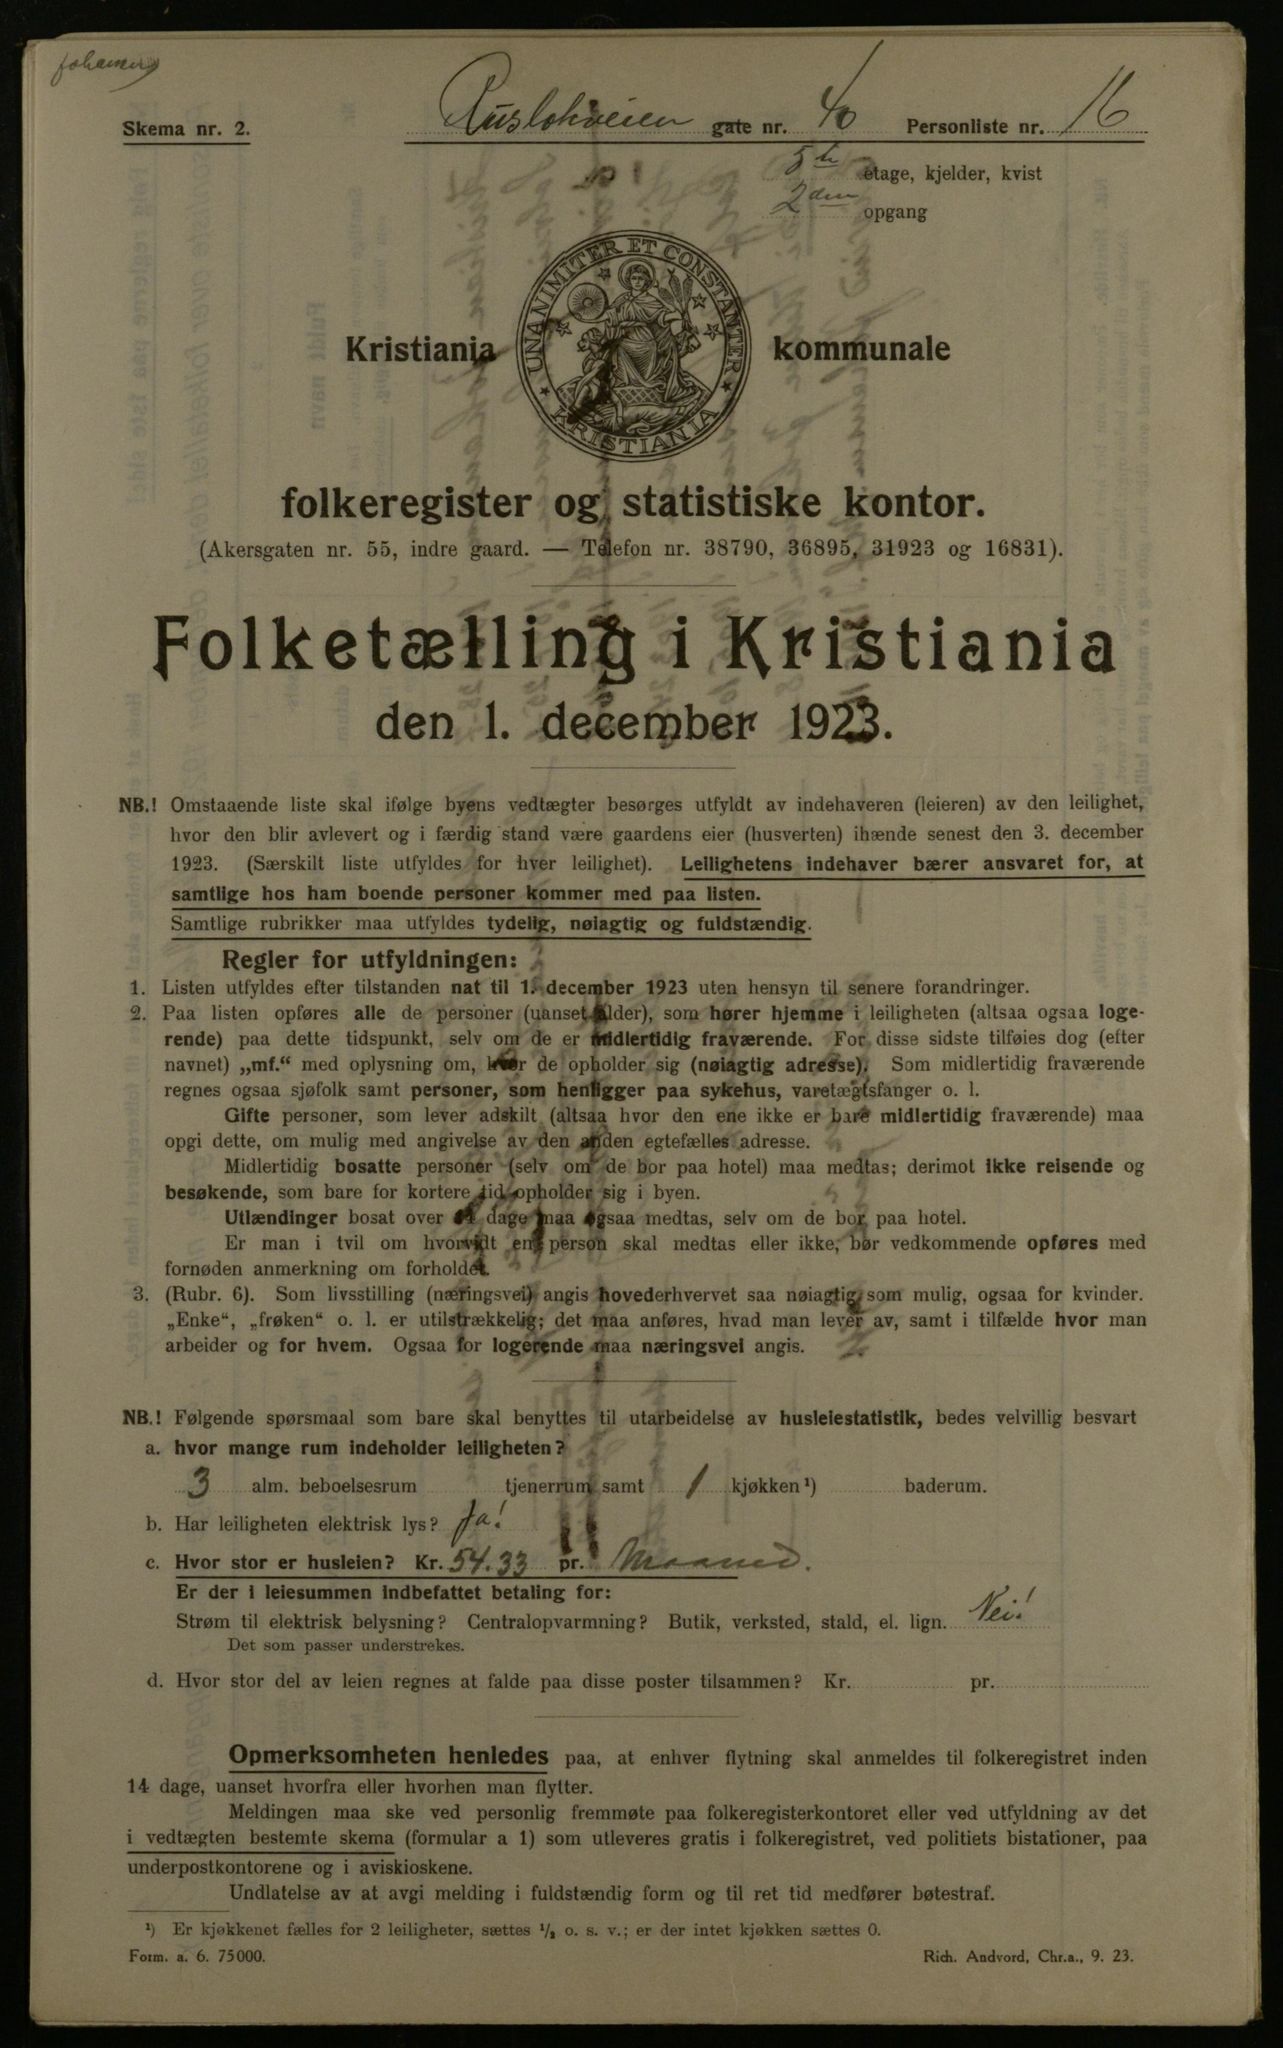 Ruslökveien gate nr. 40 Personliste nr. 16
Skema nr. 2.
5te etage, kjelder, kvist
2den opgang
UNANIMITER ET CONSTANTER
KRISTIANIA
Kristiania kommunale
folkeregister og statistiske kontor.
(Akersgaten nr. 55, indre gaard. — Telefon nr. 38790, 36895, 31923 og 16831).
Folketælling i Kristiania
den 1. december 1923.
NB.! Omstaaende liste skal ifølge byens vedtægter besørges utfyldt av indehaveren (leieren) av den leilighet,
hvor den blir avlevert og i færdig stand være gaardens eier (husverten) ihænde senest den 3. december
1923. (Særskilt liste utfyldes for hver leilighet). Leilighetens indehaver bærer ansvaret for, at
samtlige hos ham boende personer kommer med paa listen.
Samtlige rubrikker maa utfyldes tydelig, nøiagtig og fuldstændig.
Regler for utfyldningen:
1. Listen utfyldes efter tilstanden nat til 1. december 1923 uten hensyn til senere forandringer.
2. Paa listen opføres alle de personer (uanset alder), som hører hjemme i leiligheten (altsaa ogsaa loge-
rende) paa dette tidspunkt, selv om de er midlertidig fraværende. For disse sidste tilføies dog (efter
navnet) „mf.“ med oplysning om, hvor de opholder sig (nøiagtig adresse). Som midlertidig fraværende
regnes ogsaa sjøfolk samt personer, som henligger paa sykehus, varetægtsfanger o. l.
Gifte personer, som lever adskilt (altsaa hvor den ene ikke er bare midlertidig fraværende) maa
opgi dette, om mulig med angivelse av den anden egtefælles adresse.
Midlertidig bosatte personer (selv om de bor paa hotel) maa medtas; derimot ikke reisende og
besøkende, som bare for kortere tid opholder sig i byen.
Utlændinger bosat over 14 dage maa ogsaa medtas, selv om de bor paa hotel.
Er man i tvil om hvorvidt en person skal medtas eller ikke, bør vedkommende opføres med
fornøden anmerkning om forholdet.
3. (Rubr. 6). Som livsstilling (næringsvei) angis hovederhvervet saa nøiagtig som mulig, ogsaa for kvinder.
„Enke“, „frøken“ o. l. er utilstrækkelig; det maa anføres, hvad man lever av, samt i tilfælde hvor man
arbeider og for hvem. Ogsaa for logerende maa næringsvei angis.
NB.! Følgende spørsmaal som bare skal benyttes til utarbeidelse av husleiestatistik, bedes velvillig besvart
a. hvor mange rum indeholder leiligheten?
3 alm. beboelsesrum tjenerrum samt 1 kjøkken ¹) baderum.
b. Har leiligheten elektrisk lys? Ja!
c. Hvor stor er husleien? Kr. 54.33 pr. Maaned.
Er der i leiesummen indbefattet betaling for:
Strøm til elektrisk belysning? Centralopvarmning? Butik, verksted, stald, el. lign. Nei!
Det som passer understrekes.
d. Hvor stor del av leien regnes at falde paa disse poster tilsammen? Kr. pr.
Opmerksomheten henledes paa, at enhver flytning skal anmeldes til folkeregistret inden
14 dage, uanset hvorfra eller hvorhen man flytter.
Meldingen maa ske ved personlig fremmøte paa folkeregisterkontoret eller ved utfyldning av det
i vedtægten bestemte skema (formular a 1) som utleveres gratis i folkeregistret, ved politiets bistationer, paa
underpostkontorene og i aviskioskene.
Undlatelse av at avgi melding i fuldstændig form og til ret tid medfører bøtestraf.
¹) Er kjøkkenet fælles for 2 leiligheter, sættes ½ o. s. v.; er der intet kjøkken sættes 0.
Form. a. 6. 75000. Rich. Andvord, Chr.a., 9. 23.